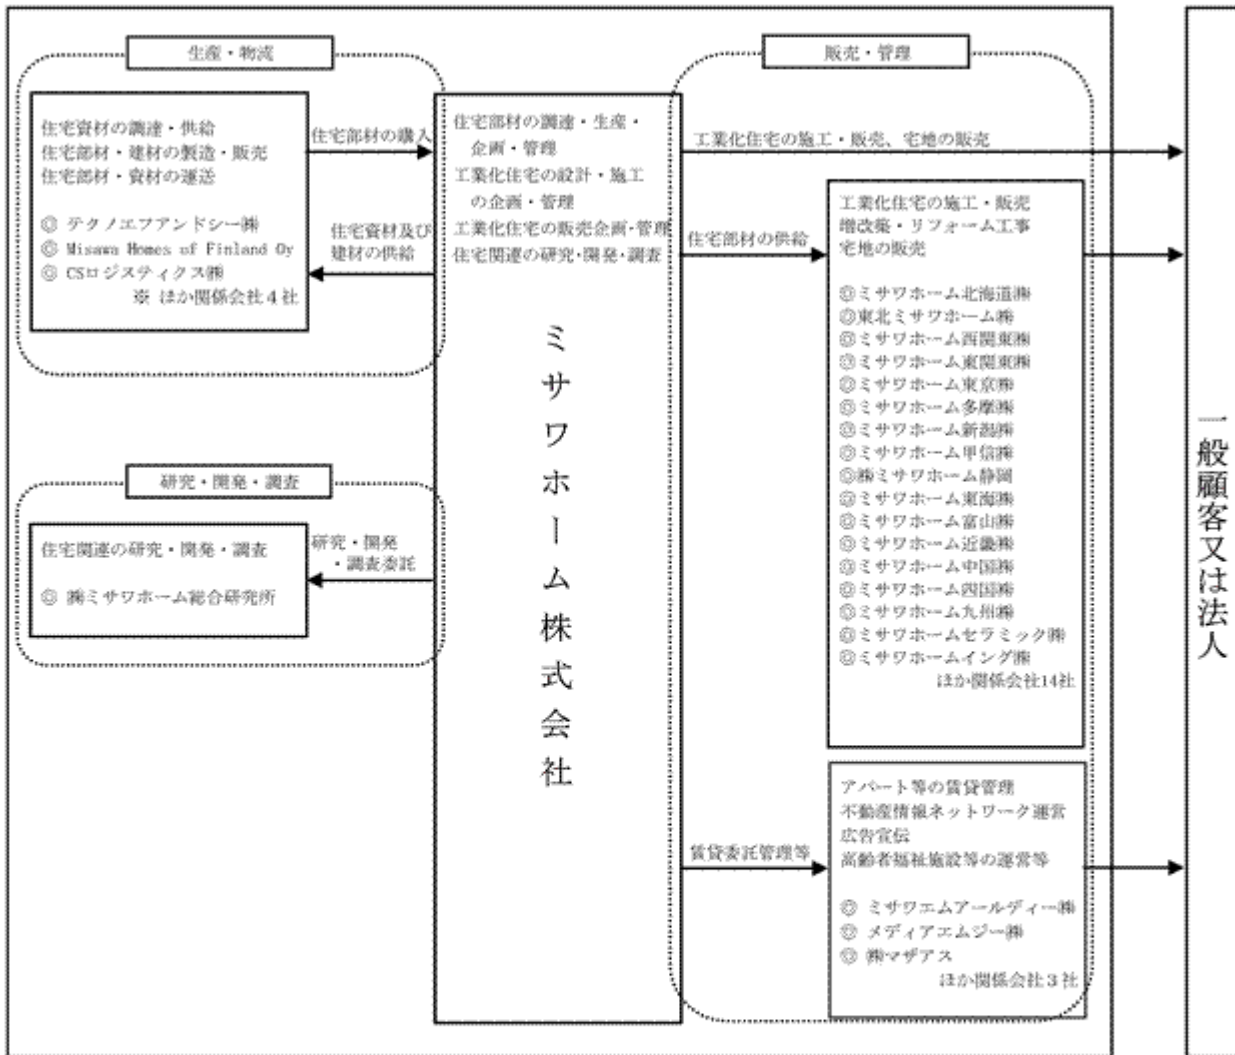 生産・物流
住宅資材の調達・供給
住宅部材・建材の製造・販売
住宅部材・資材の運送
◎ テクノエフアンドシー㈱
◎ Misawa Homes of Finland Oy
◎ CSロジスティクス㈱
※ ほか関係会社４社
住宅部材の購入
住宅資材及び
建材の供給
研究・開発・調査
住宅関連の研究・開発・調査
◎ ㈱ミサワホーム総合研究所
研究・開発
・調査委託
住宅部材の調達・生産・
企画・管理
工業化住宅の設計・施工
の企画・管理
工業化住宅の販売企画・管理
住宅関連の研究・開発・調査
ミサワホーム株式会社
販売・管理
工業化住宅の施工・販売、宅地の販売
住宅部材の供給
工業化住宅の施工・販売
増改築・リフォーム工事
宅地の販売
◎ミサワホーム北海道㈱
◎東北ミサワホーム㈱
◎ミサワホーム西関東㈱
◎ミサワホーム東関東㈱
◎ミサワホーム東京㈱
◎ミサワホーム多摩㈱
◎ミサワホーム新潟㈱
◎ミサワホーム甲信㈱
◎㈱ミサワホーム静岡
◎ミサワホーム東海㈱
◎ミサワホーム富山㈱
◎ミサワホーム近畿㈱
◎ミサワホーム中国㈱
◎ミサワホーム四国㈱
◎ミサワホーム九州㈱
◎ミサワホームセラミック㈱
◎ミサワホームイング㈱
ほか関係会社14社
賃貸委託管理等
アパート等の賃貸管理
不動産情報ネットワーク運営
広告宣伝
高齢者福祉施設等の運営等
◎ ミサワエムアールディー㈱
◎ メディアエムジー㈱
◎ ㈱マザアス
ほか関係会社３社
一般顧客又は法人